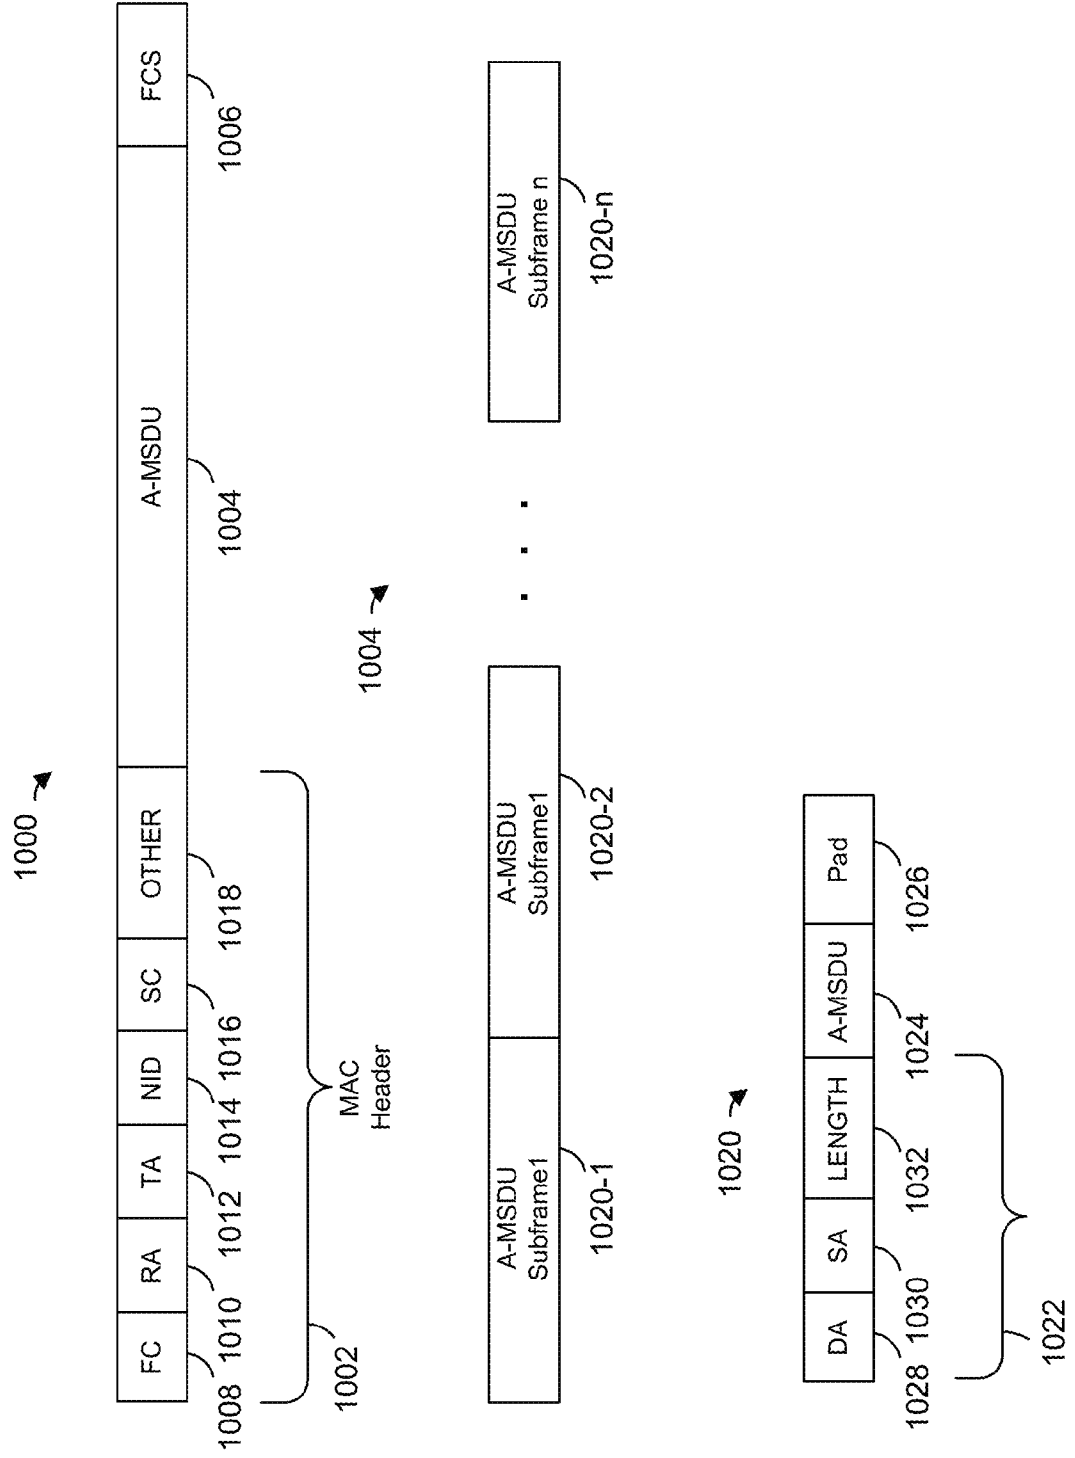 1000
FC
RA
TA
NID
SC
OTHER
A-MSDU
FCS
1008
1010
1012
1014
1016
1018
1004
1006
1002
MAC
Header
1004
A-MSDU
Subframe1
A-MSDU
Subframe1
. . .
A-MSDU
Subframe n
1020-1
1020-2
1020-n
1020
DA
SA
LENGTH
A-MSDU
Pad
1028
1030
1032
1024
1026
1022